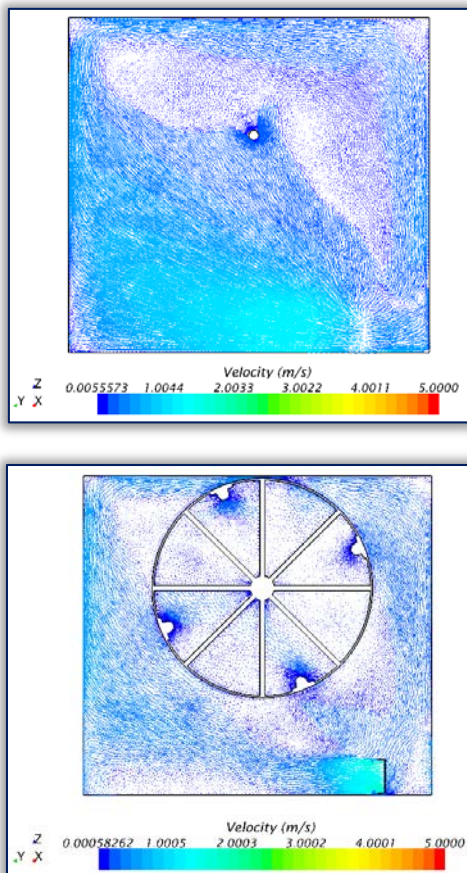 Velocity (m/s)
Z
Y X
0.0055573 1.0044 2.0033 3.0022 4.0011 5.0000
Velocity (m/s)
Z
Y X
0.00058262 1.0005 2.0003 3.0002 4.0001 5.0000